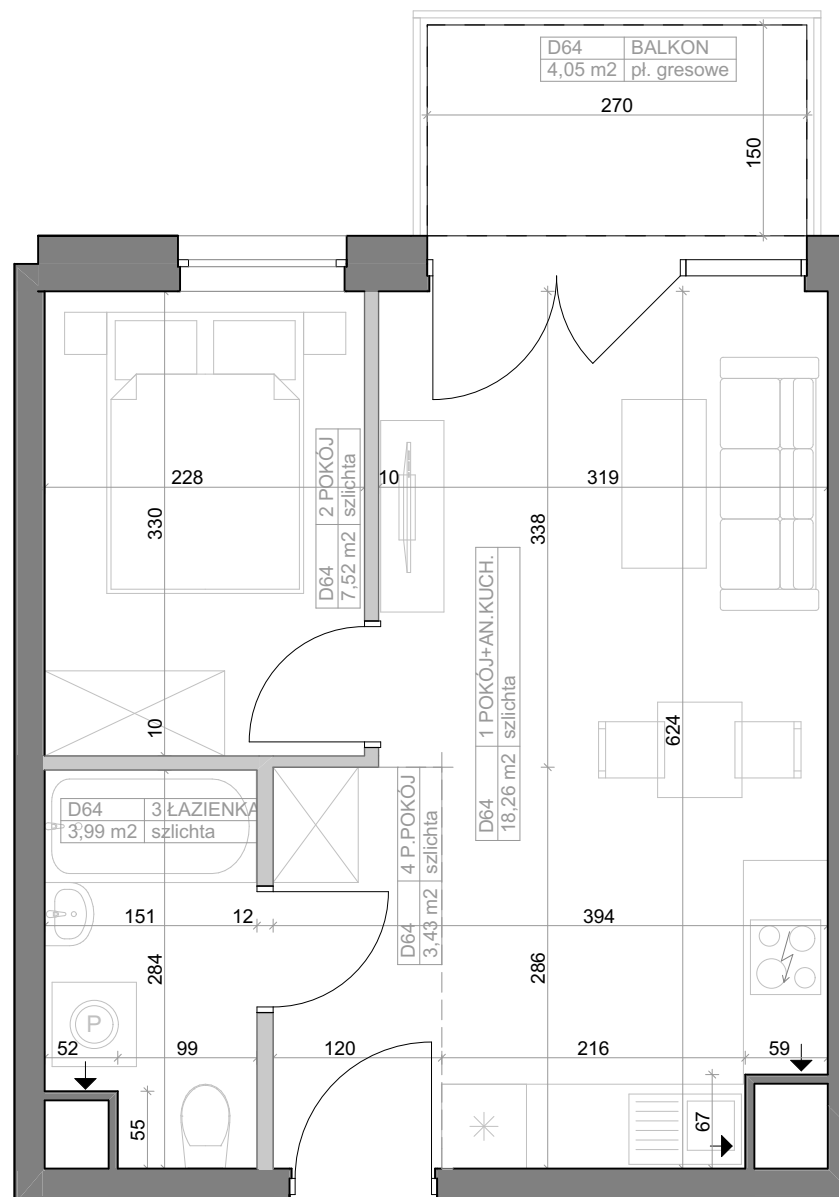 D64 BALKON
4,05 m2 pł. gresowe
270
150
228
10
319
330
338
D64 2 POKÓJ
7,52 m2 szlichta
D64 1 POKÓJ+AN.KUCH.
18,26 m2 szlichta
624
10
D64 3 ŁAZIENKA
3,99 m2 szlichta
D64 4 P.POKÓJ
3,43 m2 szlichta
151
12
394
284
286
P
52
99
120
216
59
55
67